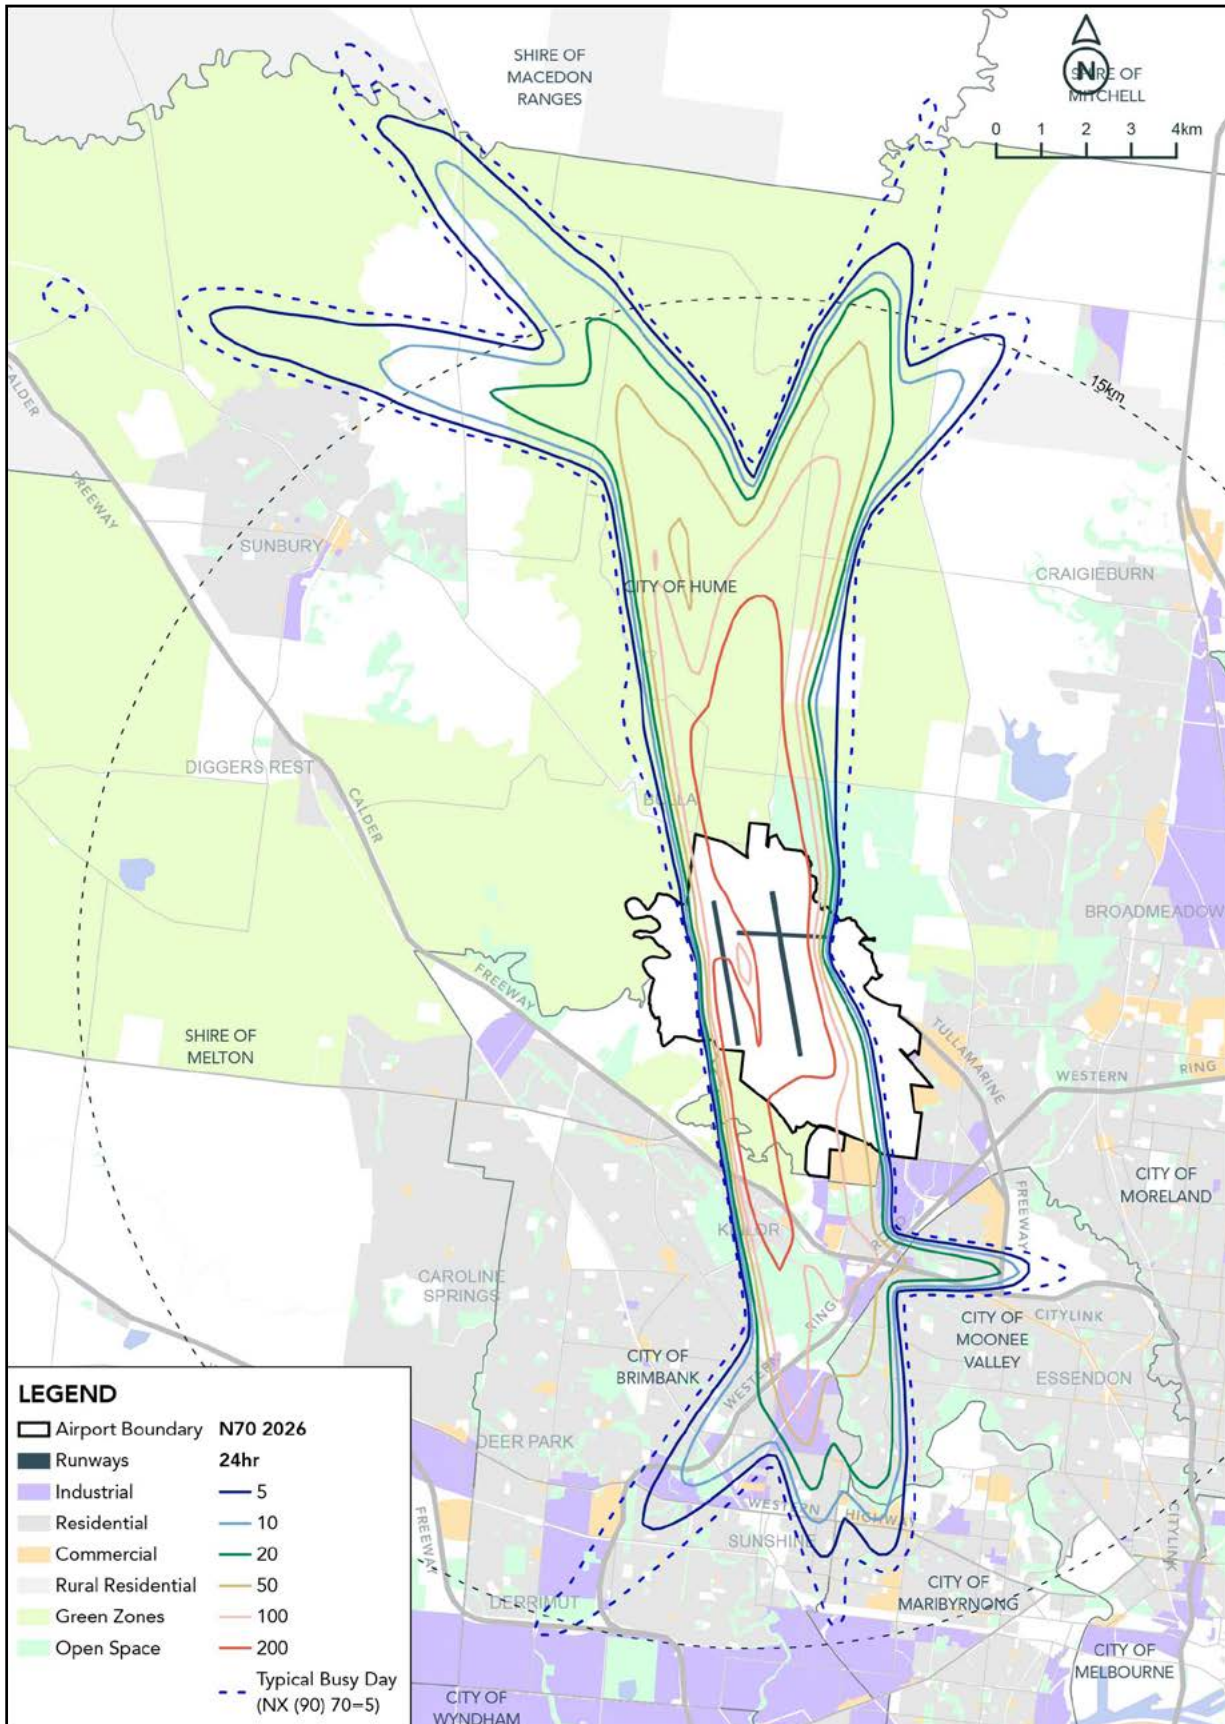 SHIRE OF
MACEDON
RANGES
N
SHIRE OF
MITCHELL
0 1 2 3 4km
15km
CALDER
FREEWAY
SUNBURY
CITY OF HUME
CRAIGIEBURN
DIGGERS REST
CALDER
BULLA
BROADMEADOW
FREEWAY
SHIRE OF
MELTON
TULLAMARINE
WESTERN
RING
CITY OF
MORELAND
FREEWAY
KEILOR
CAROLINE
SPRINGS
RING
CITYLINK
CITY OF
MOONEE
VALLEY
CITY OF
BRIMBANK
WESTERN
ESSENDON
DEER PARK
WESTERN
HIGHWAY
SUNSHINE
FREEWAY
CITYLINK
DERRIMUT
CITY OF
MARIBYRNONG
CITY OF
MELBOURNE
CITY OF
WYNDHAM
LEGEND
Airport Boundary N70 2026
Runways 24hr
Industrial 5
Residential 10
Commercial 20
Rural Residential 50
Green Zones 100
Open Space 200
Typical Busy Day
(NX (90) 70=5)